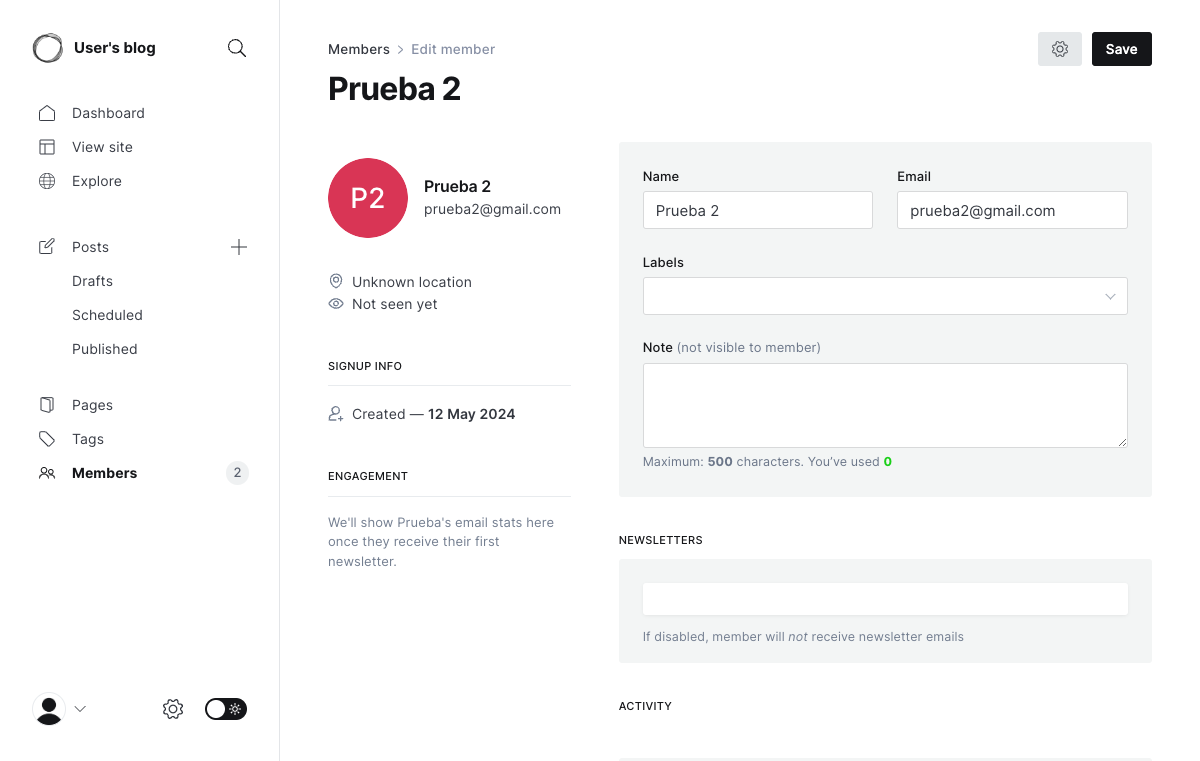 User's blog
Dashboard
View site
Explore
Posts
Drafts
Scheduled
Published
Pages
Tags
Members 2
Members > Edit member
Save
Prueba 2
P2
Prueba 2
prueba2@gmail.com
Unknown location
Not seen yet
SIGNUP INFO
Created — 12 May 2024
ENGAGEMENT
We'll show Prueba's email stats here
once they receive their first
newsletter.
Name
Prueba 2
Email
prueba2@gmail.com
Labels
Note (not visible to member)
Maximum: 500 characters. You’ve used 0
NEWSLETTERS
If disabled, member will not receive newsletter emails
ACTIVITY